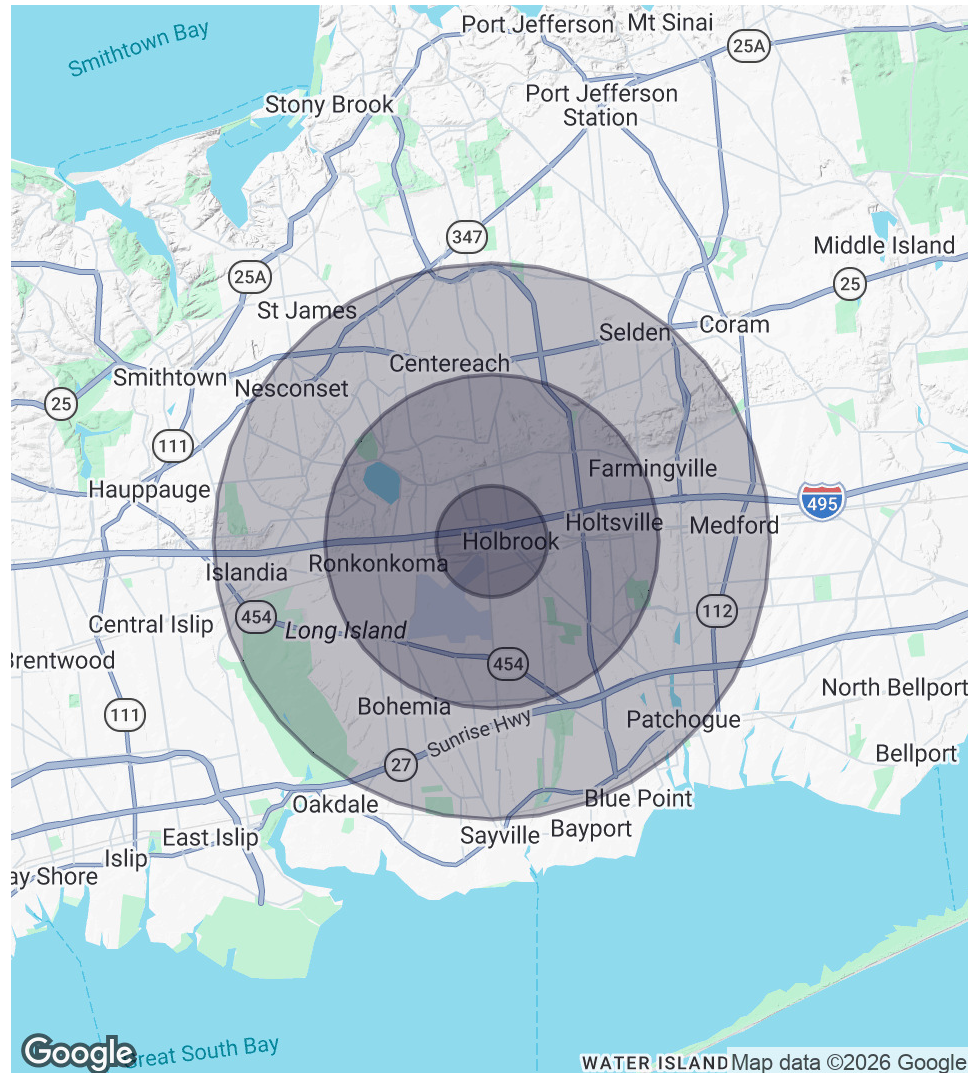 Smithtown Bay
Port Jefferson
Mt Sinai
25A
Stony Brook
Port Jefferson
Station
347
Middle Island
25A
25
St James
Selden
Coram
Centereach
Smithtown
Nesconset
25
111
Farmingville
Hauppauge
495
Holtsville
Medford
Holbrook
Ronkonkoma
Islandia
454
112
Central Islip
Long Island
Brentwood
454
North Bellport
111
Bohemia
Sunrise Hwy
Patchogue
Bellport
27
Oakdale
Blue Point
East Islip
Sayville
Bayport
Islip
ay Shore
Google
Great South Bay
WATER ISLAND
Map data ©2026 Google